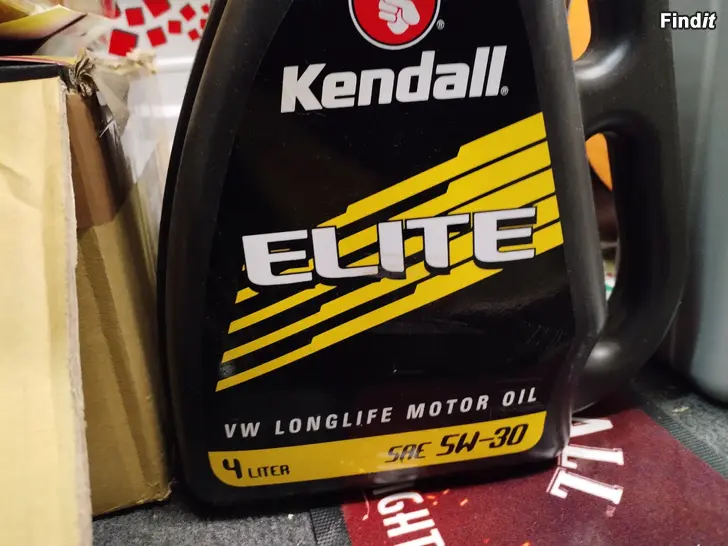 Findit
Kendall®
ELITE
VW LONGLIFE MOTOR OIL
SAE 5W-30
4 LITER